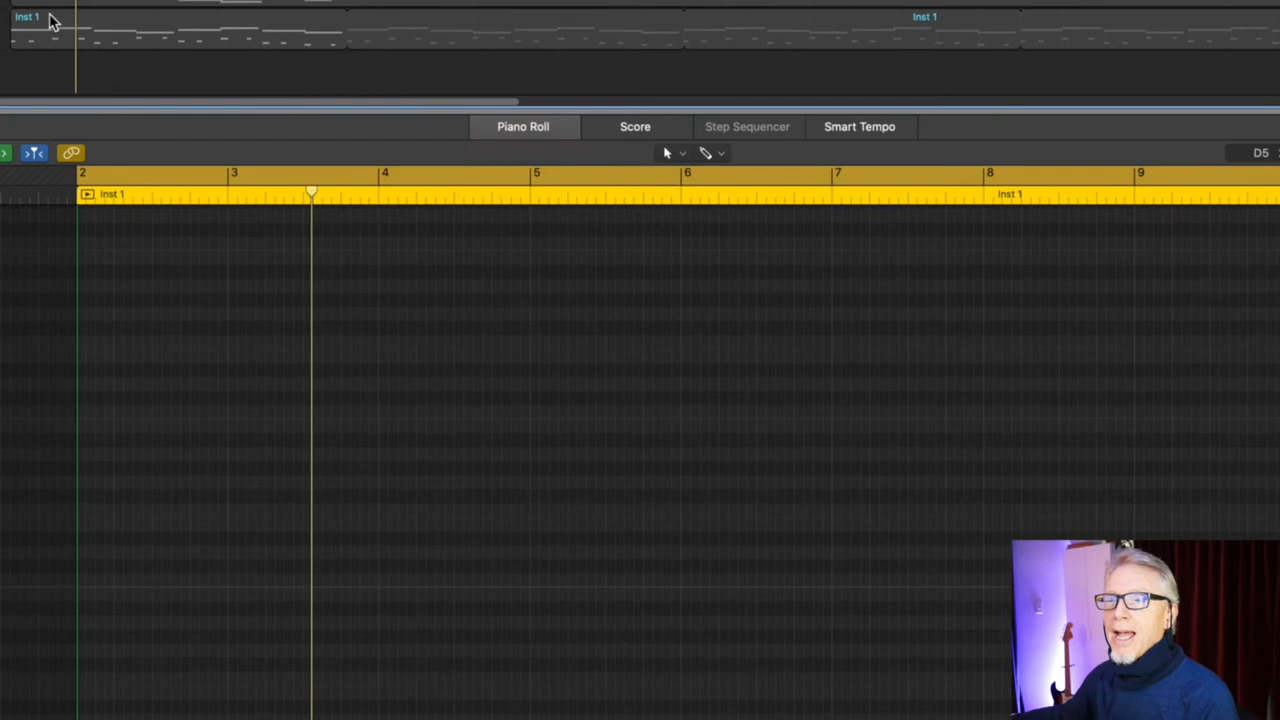 Inst 1
Inst 1
Piano Roll
Score
Step Sequencer
Smart Tempo
D5
2 3 4 5 6 7 8 9
Inst 1
Inst 1